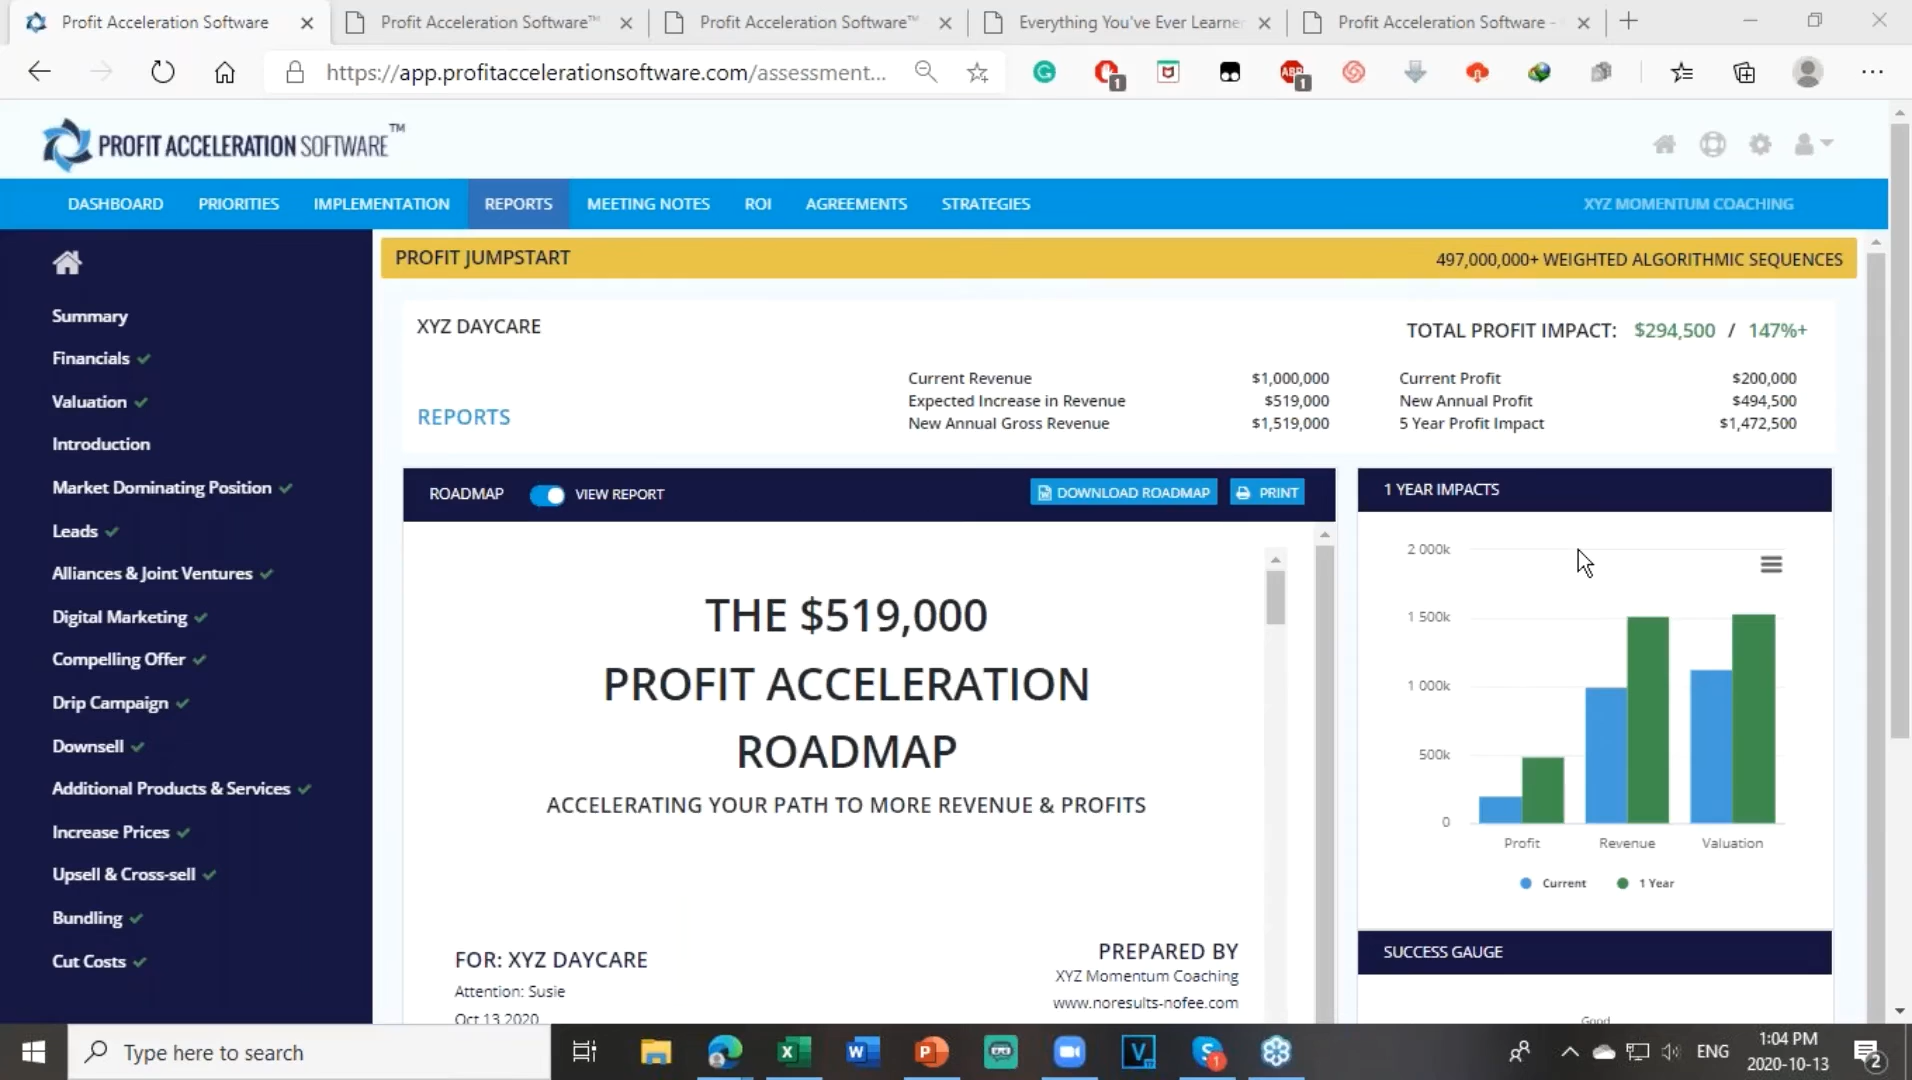 Profit Acceleration Software
Profit Acceleration Software™
Profit Acceleration Software™
Everything You've Ever Learne
Profit Acceleration Software -
https://app.profitaccelerationsoftware.com/assessment...
1
ABP
1
PROFIT ACCELERATION SOFTWARE™
DASHBOARD
PRIORITIES
IMPLEMENTATION
REPORTS
MEETING NOTES
ROI
AGREEMENTS
STRATEGIES
XYZ MOMENTUM COACHING
Summary
Financials
Valuation
Introduction
Market Dominating Position
Leads
Alliances & Joint Ventures
Digital Marketing
Compelling Offer
Drip Campaign
Downsell
Additional Products & Services
Increase Prices
Upsell & Cross-sell
Bundling
Cut Costs
PROFIT JUMPSTART
497,000,000+ WEIGHTED ALGORITHMIC SEQUENCES
XYZ DAYCARE
TOTAL PROFIT IMPACT: $294,500 / 147%+
REPORTS
Current Revenue $1,000,000
Expected Increase in Revenue $519,000
New Annual Gross Revenue $1,519,000
Current Profit $200,000
New Annual Profit $494,500
5 Year Profit Impact $1,472,500
ROADMAP
VIEW REPORT
DOWNLOAD ROADMAP
PRINT
THE $519,000
PROFIT ACCELERATION
ROADMAP
ACCELERATING YOUR PATH TO MORE REVENUE & PROFITS
FOR: XYZ DAYCARE
Attention: Susie
Oct 13 2020
PREPARED BY
XYZ Momentum Coaching
www.noresults-nofee.com
1 YEAR IMPACTS
2 000k
1 500k
1 000k
500k
0
Profit
Revenue
Valuation
Current
1 Year
SUCCESS GAUGE
Good
Type here to search
1
ENG
1:04 PM
2020-10-13
2